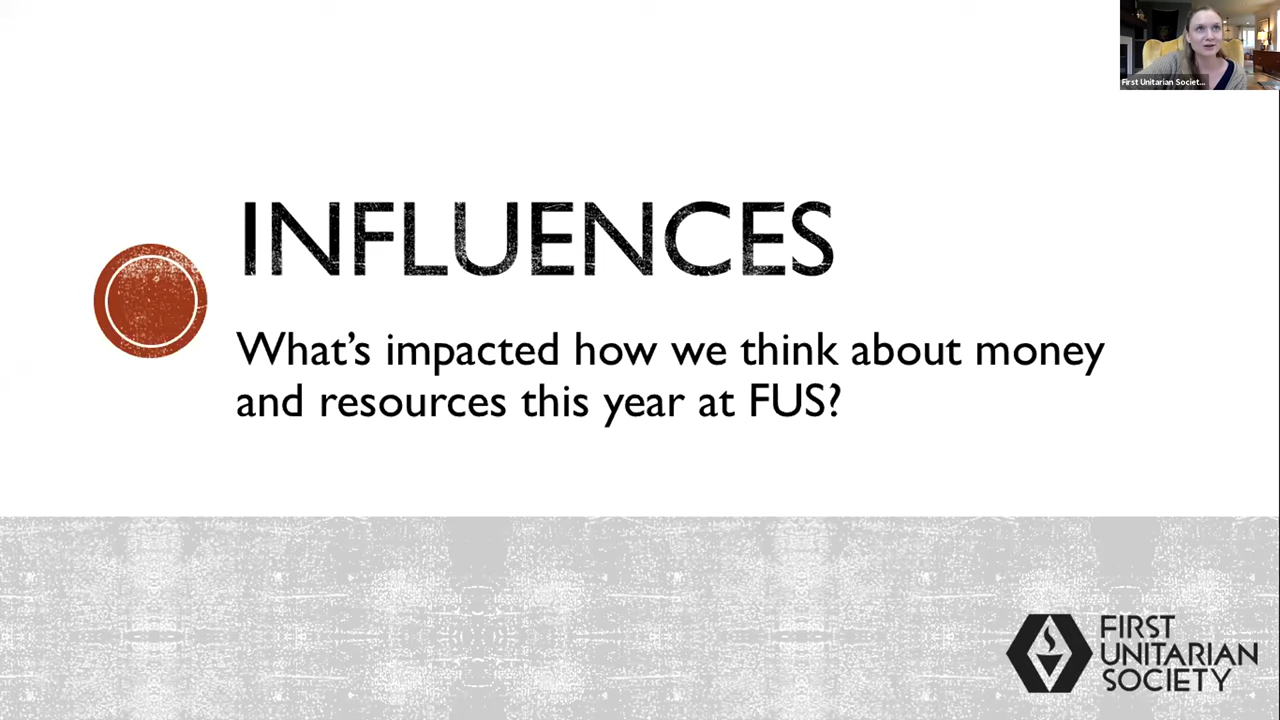 First Unitarian Societ...
INFLUENCES
What's impacted how we think about money
and resources this year at FUS?
FIRST
UNITARIAN
SOCIETY